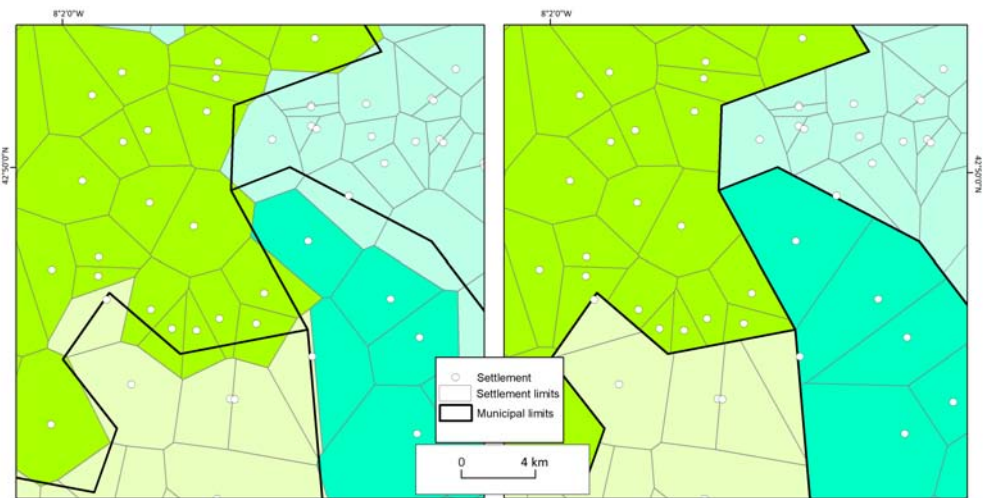 8°2'0"W
8°2'0"W
42°50'0"N
42°50'0"N
Settlement
Settlement limits
Municipal limits
0 4 km